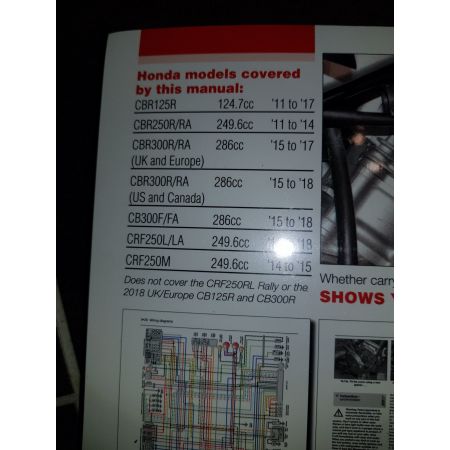 Honda models covered
by this manual:
CBR125R 124.7cc '11 to '17
CBR250R/RA 249.6cc '11 to '14
CBR300R/RA 286cc '15 to '17
(UK and Europe)
CBR300R/RA 286cc '15 to '18
(US and Canada)
CB300F/FA 286cc '15 to '18
CRF250L/LA 249.6cc '18
CRF250M 249.6cc '14 to '15
Does not cover the CRF250RL Rally or the
2018 UK/Europe CB125R and CB300R
Whether carry
SHOWS
Wiring diagrams